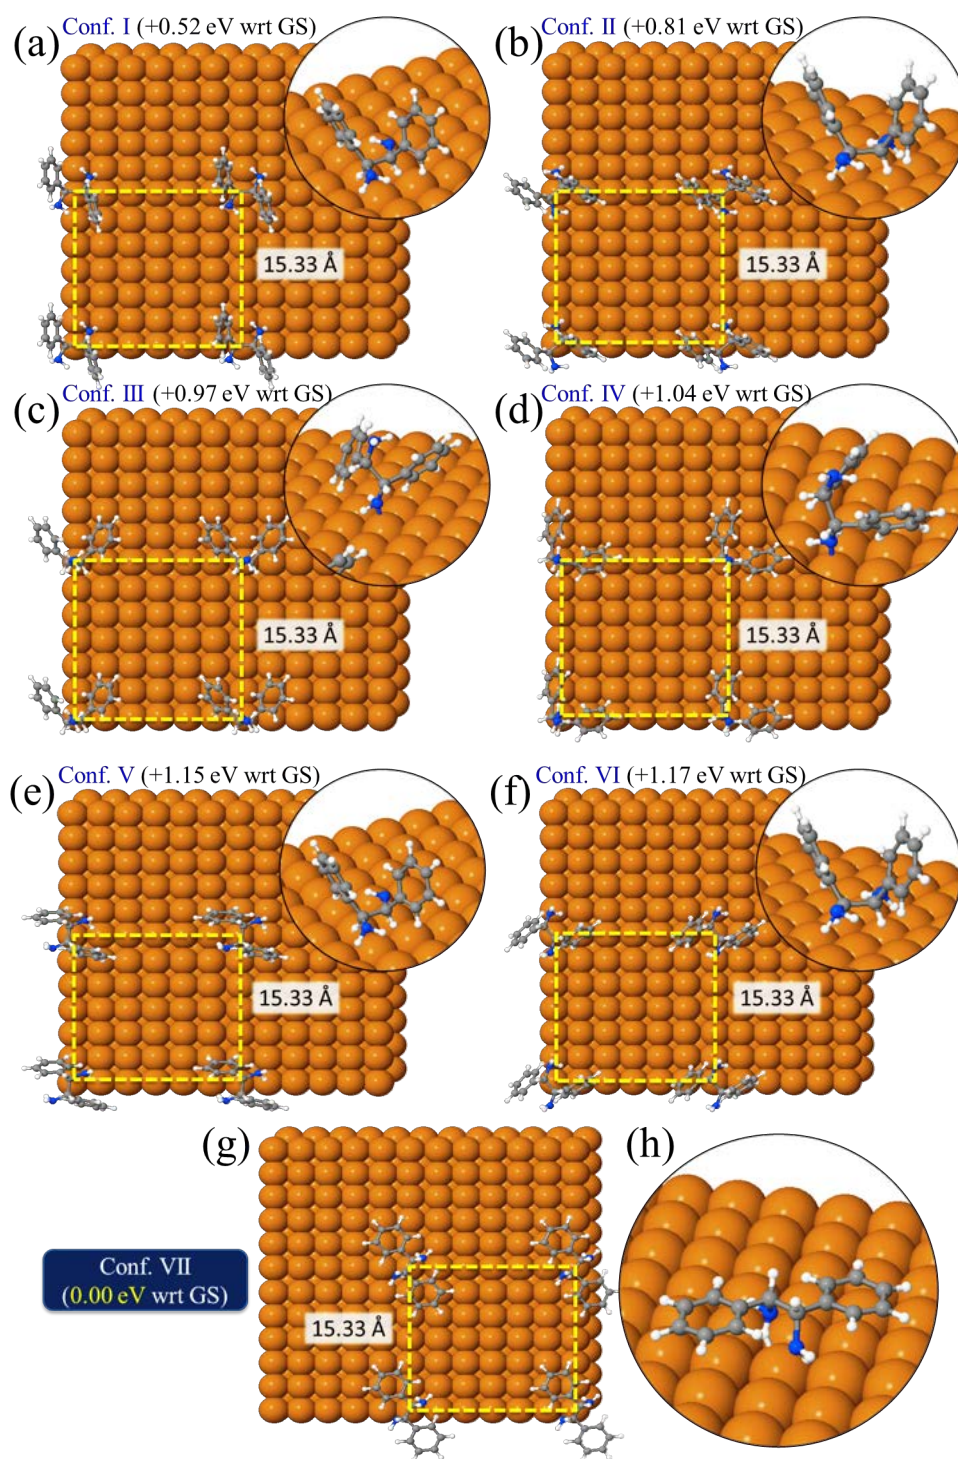 (a) Conf. I (+0.52 eV wrt GS)
15.33 Å
(b) Conf. II (+0.81 eV wrt GS)
15.33 Å
(c) Conf. III (+0.97 eV wrt GS)
15.33 Å
(d) Conf. IV (+1.04 eV wrt GS)
15.33 Å
(e) Conf. V (+1.15 eV wrt GS)
15.33 Å
(f) Conf. VI (+1.17 eV wrt GS)
15.33 Å
(g)
Conf. VII
(0.00 eV wrt GS)
15.33 Å
(h)